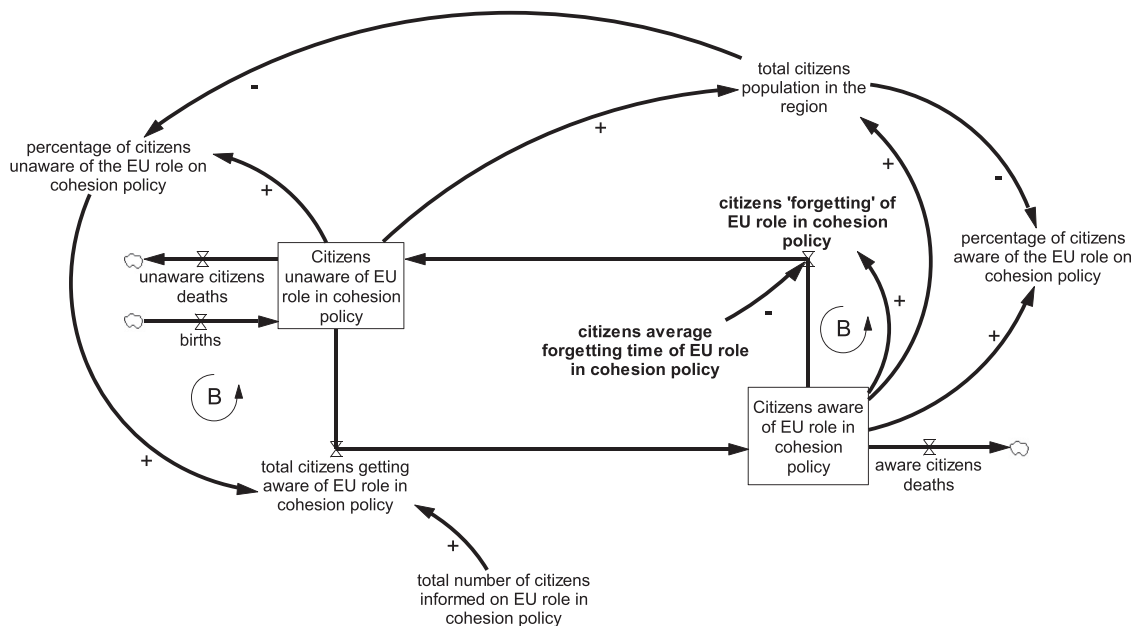 total citizens
population in the
region
-
+
percentage of citizens
unaware of the EU role on
cohesion policy
+
+
-
citizens 'forgetting' of
EU role in cohesion
policy
percentage of citizens
aware of the EU role on
cohesion policy
Citizens
unaware of EU
role in cohesion
policy
unaware citizens
deaths
births
+
-
B
citizens average
forgetting time of EU role
in cohesion policy
+
B
Citizens aware
of EU role in
cohesion
policy
aware citizens
deaths
+
total citizens getting
aware of EU role in
cohesion policy
+
total number of citizens
informed on EU role in
cohesion policy